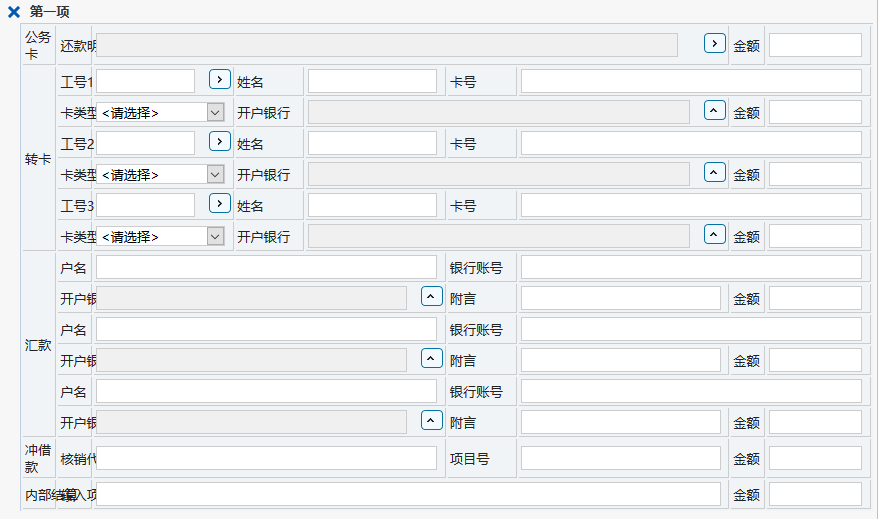 第一项
公务卡 还款明 金额
转卡
工号1 姓名 卡号
卡类型 <请选择> 开户银行 金额
工号2 姓名 卡号
卡类型 <请选择> 开户银行 金额
工号3 姓名 卡号
卡类型 <请选择> 开户银行 金额
汇款
户名 银行账号
开户银 附言 金额
户名 银行账号
开户银 附言 金额
户名 银行账号
开户银 附言 金额
冲借款 核销代 项目号 金额
内部结算 入项 金额